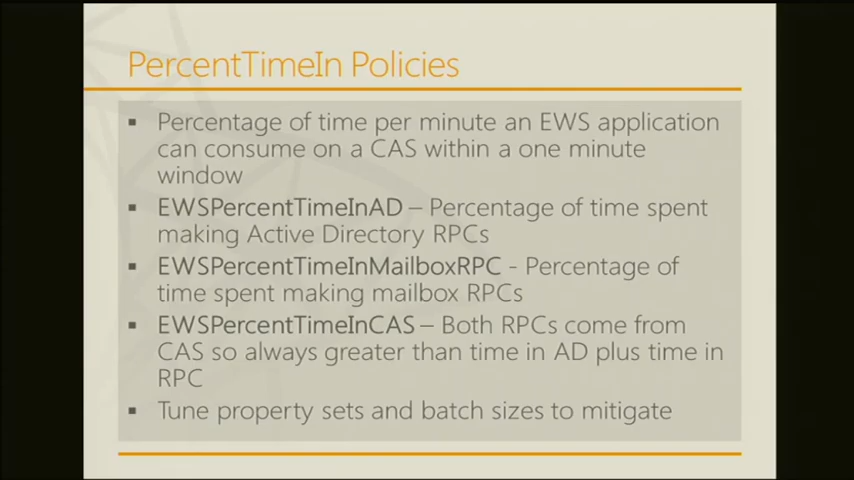 PercentTimeIn Policies
▪ Percentage of time per minute an EWS application
can consume on a CAS within a one minute
window
▪ EWSPercentTimeInAD – Percentage of time spent
making Active Directory RPCs
▪ EWSPercentTimeInMailboxRPC - Percentage of
time spent making mailbox RPCs
▪ EWSPercentTimeInCAS – Both RPCs come from
CAS so always greater than time in AD plus time in
RPC
▪ Tune property sets and batch sizes to mitigate